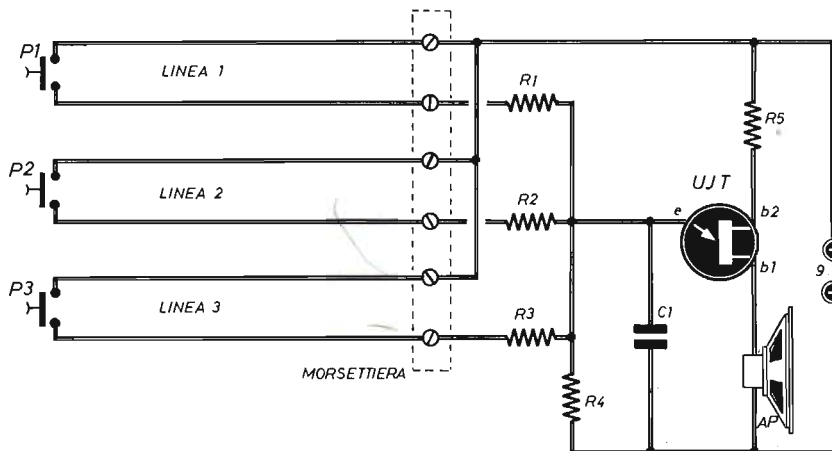 P1
LINEA 1
R1
R5
P2
LINEA 2
R2
UJT
e
b2
b1
9
P3
LINEA 3
R3
C1
MORSETTIERA
R4
AP